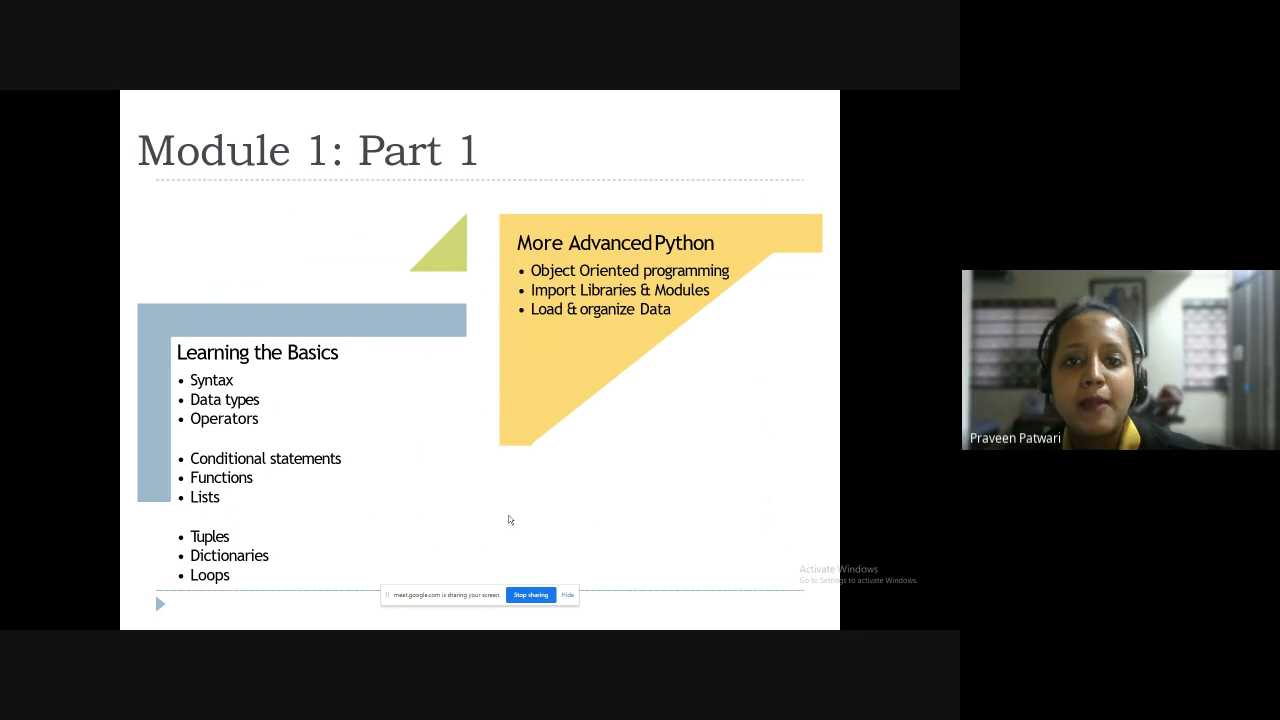 Module 1: Part 1
More Advanced Python
• Object Oriented programming
• Import Libraries & Modules
• Load & organize Data
Learning the Basics
• Syntax
• Data types
• Operators
• Conditional statements
• Functions
• Lists
• Tuples
• Dictionaries
• Loops
Praveen Patwari
Activate Windows
Go to Settings to activate Windows.
meet.google.com is sharing your screen. Stop sharing Hide